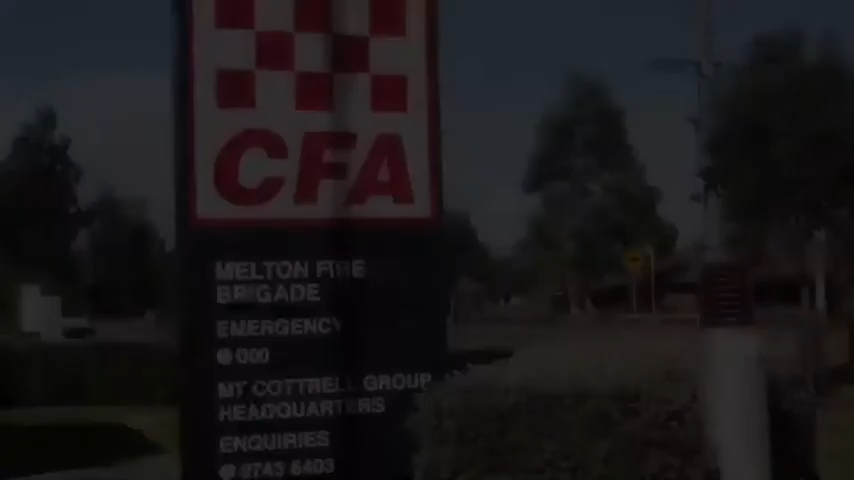 CFA
MELTON FIRE
BRIGADE
EMERGENCY
000
MT COTTRELL GROUP
HEADQUARTERS
ENQUIRIES
9743 6403